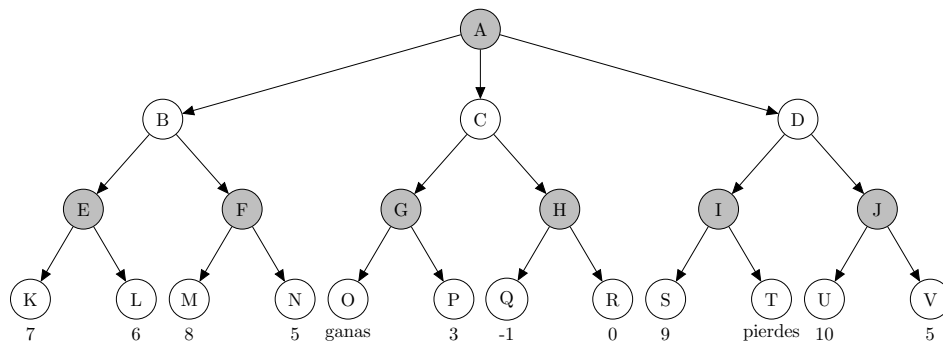 A
B C D
E F G H I J
K L M N O P Q R S T U V
7 6 8 5 ganas 3 -1 0 9 pierdes 10 5